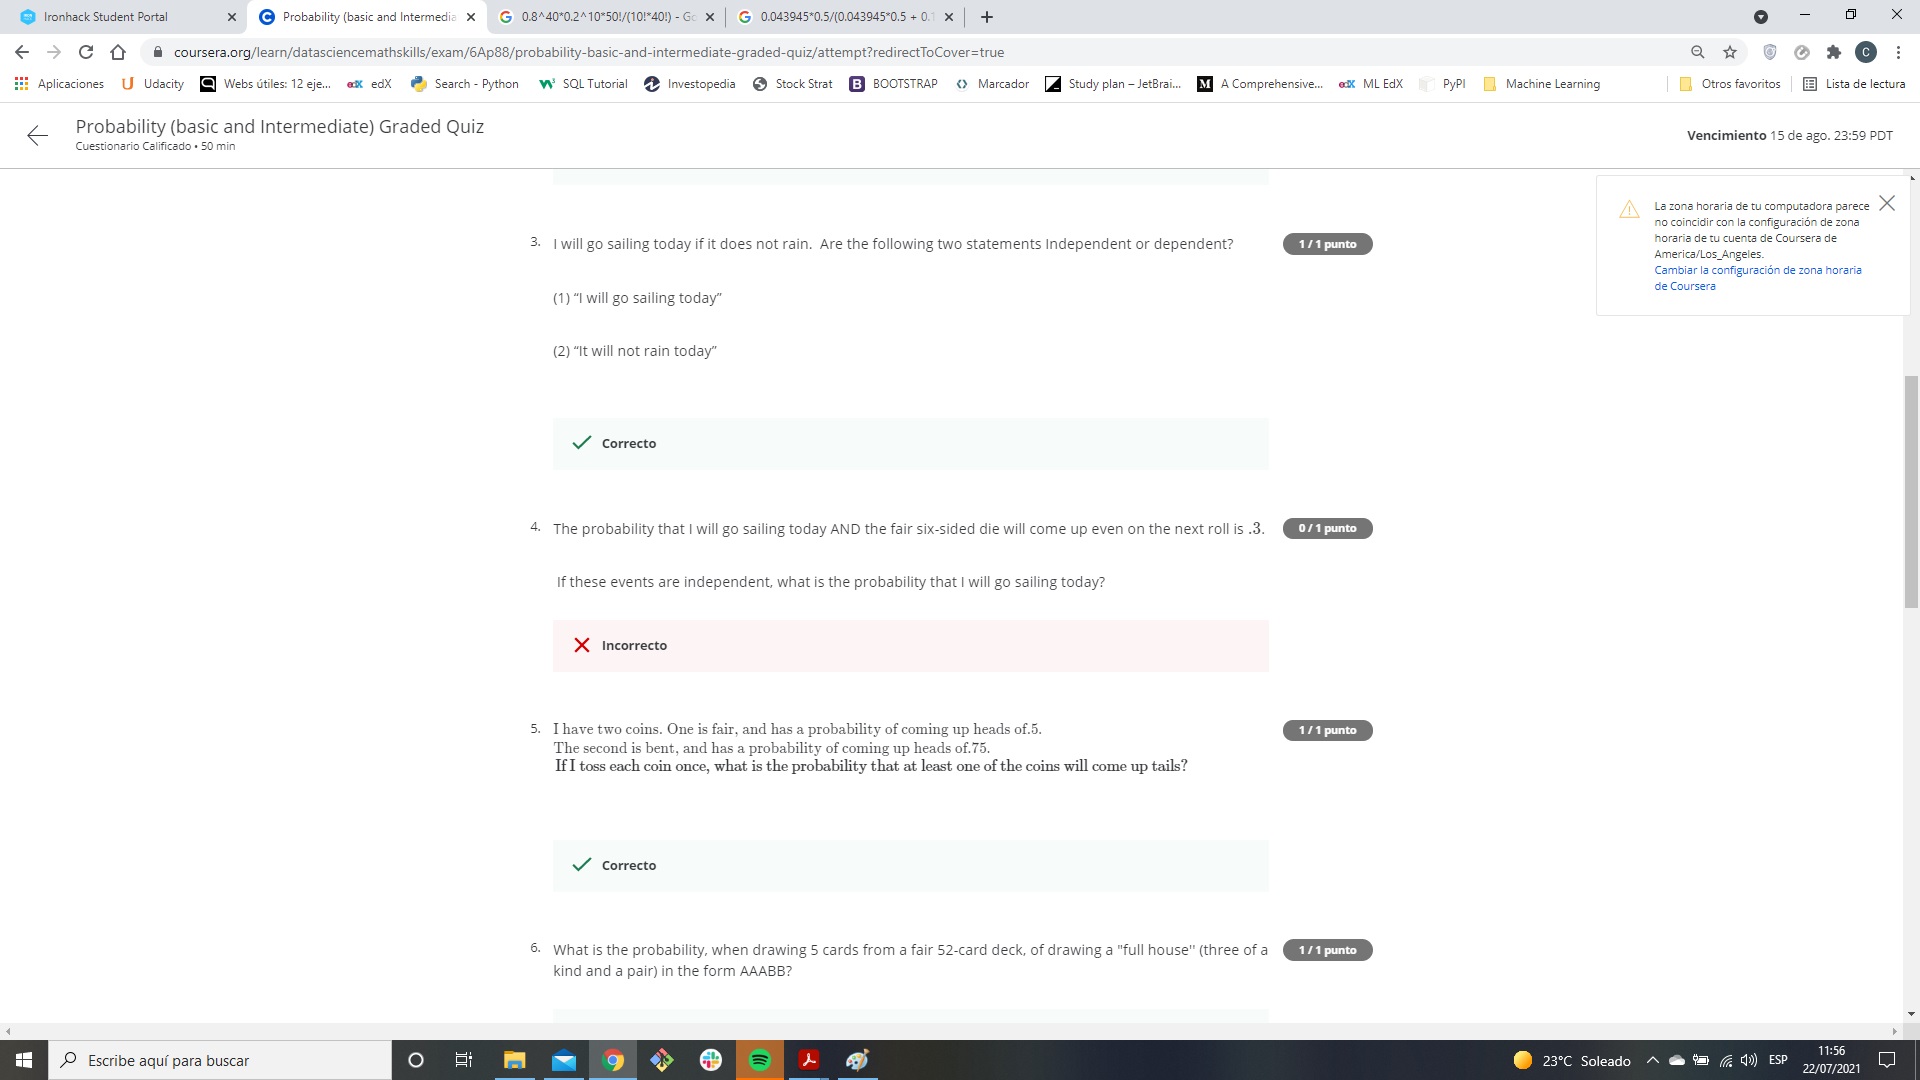 Ironhack Student Portal
Probability (basic and Intermedia
0.8^40*0.2^10*50!/(10!*40!) - Go
0.043945*0.5/(0.043945*0.5 + 0.1
coursera.org/learn/datasciencemathskills/exam/6Ap88/probability-basic-and-intermediate-graded-quiz/attempt?redirectToCover=true
C
Aplicaciones
Udacity
Webs útiles: 12 eje...
edX
Search - Python
SQL Tutorial
Investopedia
Stock Strat
BOOTSTRAP
Marcador
Study plan – JetBrai...
A Comprehensive...
ML EdX
PyPI
Machine Learning
Otros favoritos
Lista de lectura
Probability (basic and Intermediate) Graded Quiz
Cuestionario Calificado • 50 min
Vencimiento 15 de ago. 23:59 PDT
La zona horaria de tu computadora parece
no coincidir con la configuración de zona
horaria de tu cuenta de Coursera de
America/Los_Angeles.
Cambiar la configuración de zona horaria
de Coursera
3. I will go sailing today if it does not rain. Are the following two statements Independent or dependent?
1 / 1 punto
(1) “I will go sailing today”
(2) “It will not rain today”
Correcto
4. The probability that I will go sailing today AND the fair six-sided die will come up even on the next roll is .3.
0 / 1 punto
If these events are independent, what is the probability that I will go sailing today?
Incorrecto
5. I have two coins. One is fair, and has a probability of coming up heads of.5.
1 / 1 punto
The second is bent, and has a probability of coming up heads of.75.
If I toss each coin once, what is the probability that at least one of the coins will come up tails?
Correcto
6. What is the probability, when drawing 5 cards from a fair 52-card deck, of drawing a "full house'' (three of a
1 / 1 punto
kind and a pair) in the form AAABB?
Escribe aquí para buscar
23°C Soleado
ESP
11:56
22/07/2021